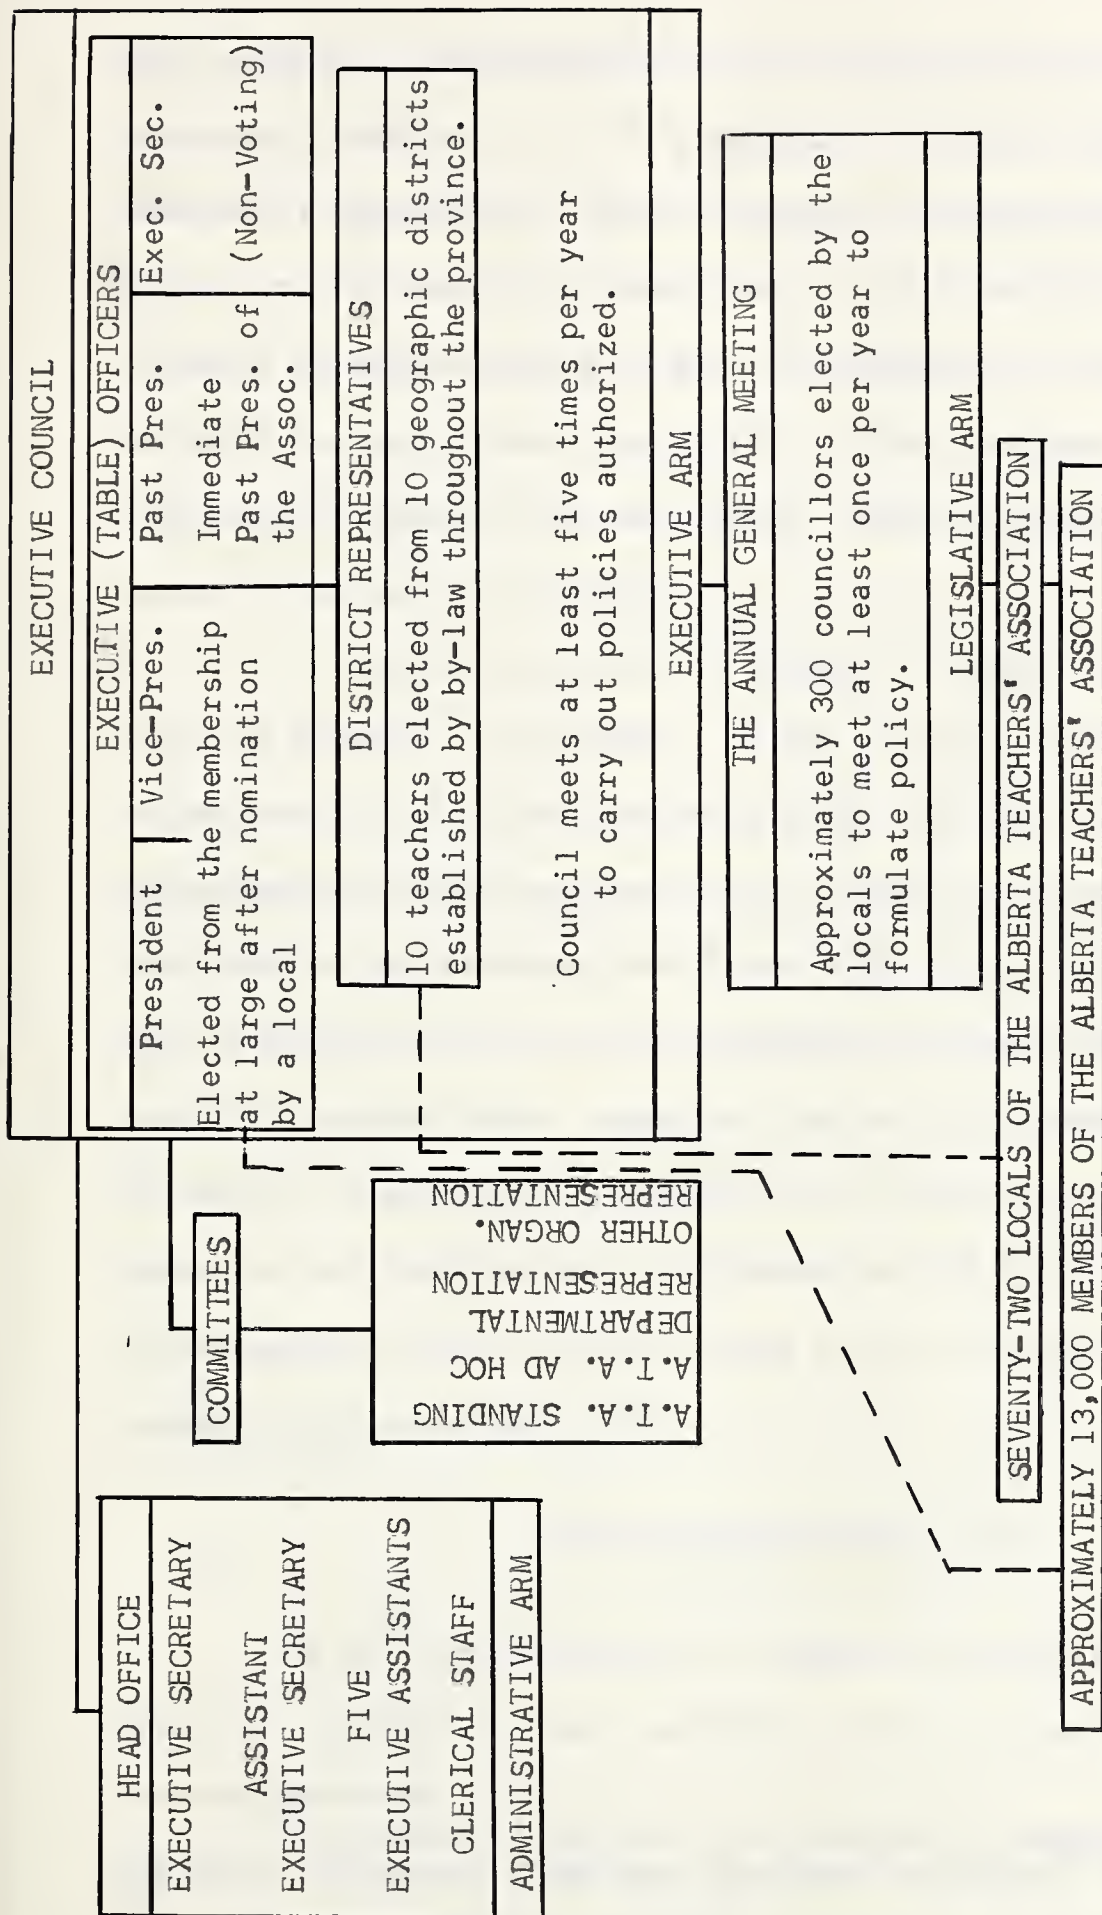 EXECUTIVE COUNCIL
EXECUTIVE (TABLE) OFFICERS
President
Vice-Pres.
Past Pres.
Exec. Sec.
Elected from the membership
at large after nomination
by a local
Immediate
Past Pres. of
the Assoc.
(Non-Voting)
DISTRICT REPRESENTATIVES
10 teachers elected from 10 geographic districts
established by by-law throughout the province.
Council meets at least five times per year
to carry out policies authorized.
EXECUTIVE ARM
HEAD OFFICE
EXECUTIVE SECRETARY
ASSISTANT
EXECUTIVE SECRETARY
FIVE
EXECUTIVE ASSISTANTS
CLERICAL STAFF
ADMINISTRATIVE ARM
COMMITTEES
A.T.A. STANDING
A.T.A. AD HOC
DEPARTMENTAL
REPRESENTATION
OTHER ORGAN.
REPRESENTATION
THE ANNUAL GENERAL MEETING
Approximately 300 councillors elected by the
locals to meet at least once per year to
formulate policy.
LEGISLATIVE ARM
SEVENTY-TWO LOCALS OF THE ALBERTA TEACHERS' ASSOCIATION
APPROXIMATELY 13,000 MEMBERS OF THE ALBERTA TEACHERS' ASSOCIATION